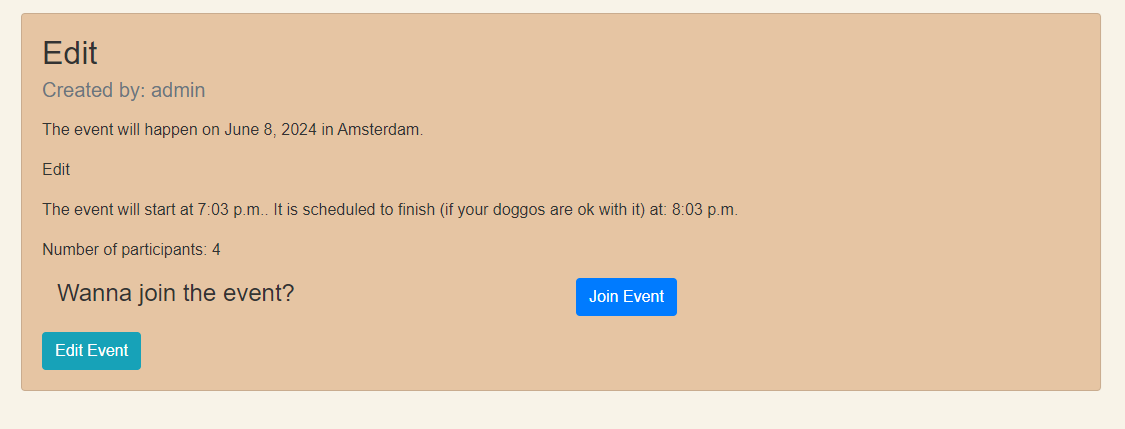 Edit
Created by: admin
The event will happen on June 8, 2024 in Amsterdam.
Edit
The event will start at 7:03 p.m.. It is scheduled to finish (if your doggos are ok with it) at: 8:03 p.m.
Number of participants: 4
Wanna join the event?
Join Event
Edit Event